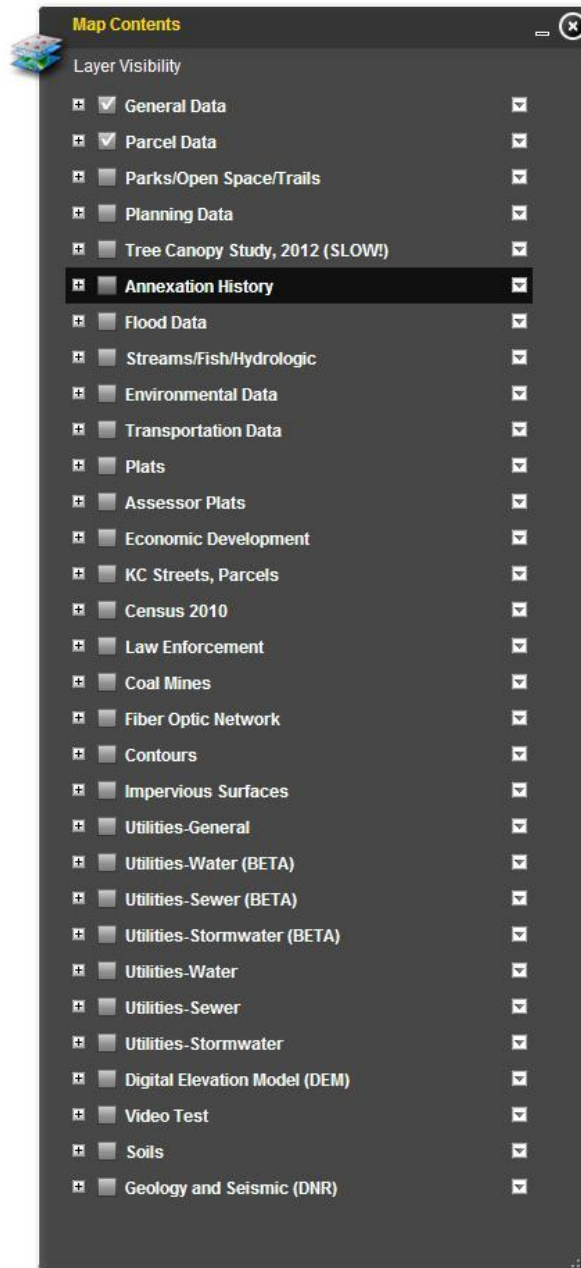 Map Contents
Layer Visibility
General Data
Parcel Data
Parks/Open Space/Trails
Planning Data
Tree Canopy Study, 2012 (SLOW!)
Annexation History
Flood Data
Streams/Fish/Hydrologic
Environmental Data
Transportation Data
Plats
Assessor Plats
Economic Development
KC Streets, Parcels
Census 2010
Law Enforcement
Coal Mines
Fiber Optic Network
Contours
Impervious Surfaces
Utilities-General
Utilities-Water (BETA)
Utilities-Sewer (BETA)
Utilities-Stormwater (BETA)
Utilities-Water
Utilities-Sewer
Utilities-Stormwater
Digital Elevation Model (DEM)
Video Test
Soils
Geology and Seismic (DNR)